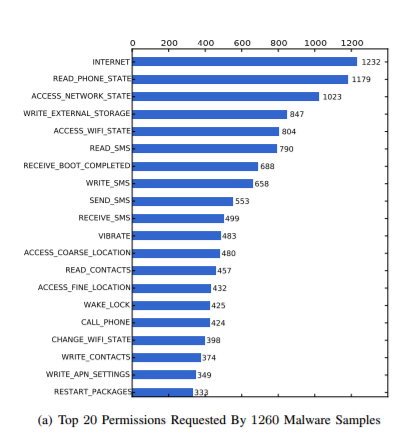 0 200 400 600 800 1000 1200
INTERNET 1232
READ_PHONE_STATE 1179
ACCESS_NETWORK_STATE 1023
WRITE_EXTERNAL_STORAGE 847
ACCESS_WIFI_STATE 804
READ_SMS 790
RECEIVE_BOOT_COMPLETED 688
WRITE_SMS 658
SEND_SMS 553
RECEIVE_SMS 499
VIBRATE 483
ACCESS_COARSE_LOCATION 480
READ_CONTACTS 457
ACCESS_FINE_LOCATION 432
WAKE_LOCK 425
CALL_PHONE 424
CHANGE_WIFI_STATE 398
WRITE_CONTACTS 374
WRITE_APN_SETTINGS 349
RESTART_PACKAGES 333
(a) Top 20 Permissions Requested By 1260 Malware Samples